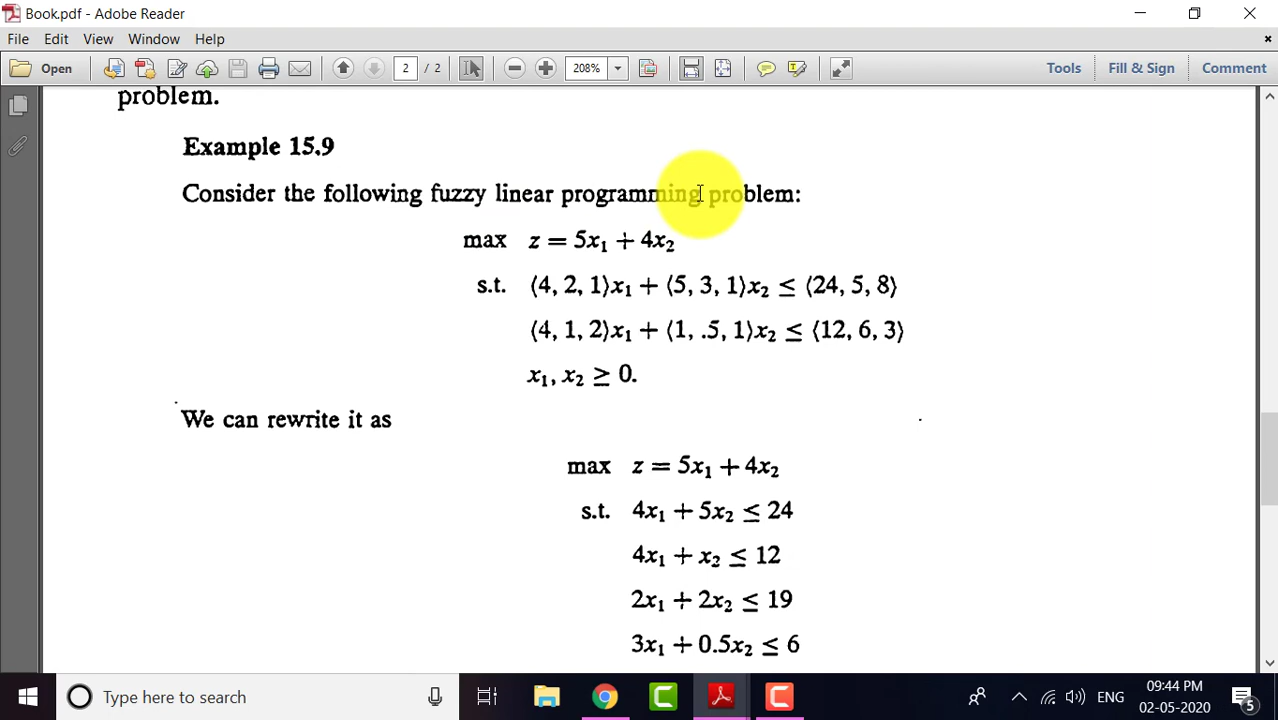 Book.pdf - Adobe Reader
File Edit View Window Help
Open 2 / 2 208% Tools Fill & Sign Comment
problem.
Example 15.9
Consider the following fuzzy linear programming problem:
max z = 5x₁ + 4x₂
s.t. ⟨4, 2, 1⟩x₁ + ⟨5, 3, 1⟩x₂ ≤ ⟨24, 5, 8⟩
⟨4, 1, 2⟩x₁ + ⟨1, .5, 1⟩x₂ ≤ ⟨12, 6, 3⟩
x₁, x₂ ≥ 0.
We can rewrite it as
max z = 5x₁ + 4x₂
s.t. 4x₁ + 5x₂ ≤ 24
4x₁ + x₂ ≤ 12
2x₁ + 2x₂ ≤ 19
3x₁ + 0.5x₂ ≤ 6
Type here to search
ENG
09:44 PM
02-05-2020
5